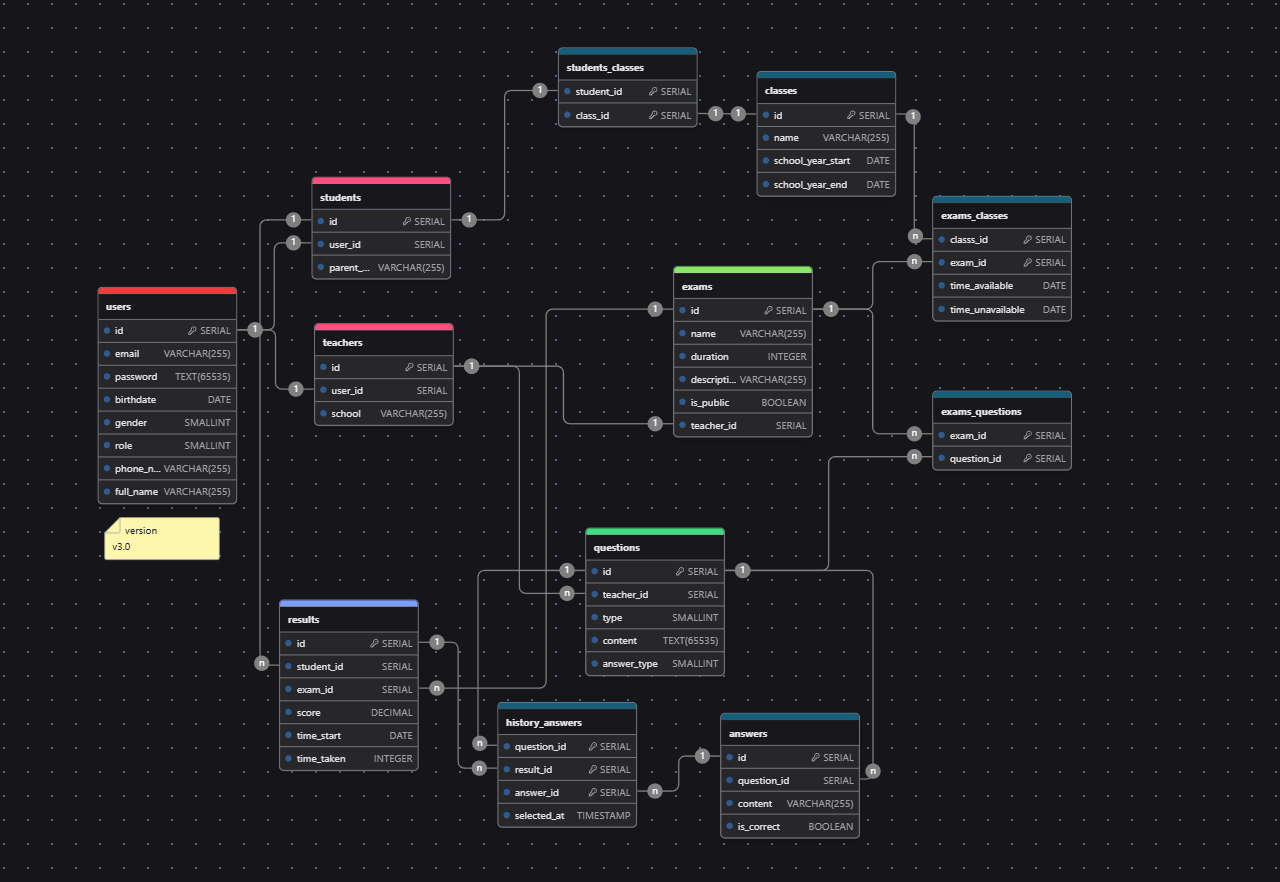 students_classes
student_id SERIAL
class_id SERIAL
1
1
1
classes
id SERIAL
name VARCHAR(255)
school_year_start DATE
school_year_end DATE
1
students
id SERIAL
user_id SERIAL
parent_... VARCHAR(255)
1
1
1
exams_classes
classs_id SERIAL
exam_id SERIAL
time_available DATE
time_unavailable DATE
n
n
users
id SERIAL
email VARCHAR(255)
password TEXT(65535)
birthdate DATE
gender SMALLINT
role SMALLINT
phone_n... VARCHAR(255)
full_name VARCHAR(255)
1
teachers
id SERIAL
user_id SERIAL
school VARCHAR(255)
1
1
exams
id SERIAL
name VARCHAR(255)
duration INTEGER
descripti... VARCHAR(255)
is_public BOOLEAN
teacher_id SERIAL
1
1
1
exams_questions
exam_id SERIAL
question_id SERIAL
n
n
version
v3.0
questions
id SERIAL
teacher_id SERIAL
type SMALLINT
content TEXT(65535)
answer_type SMALLINT
1
n
1
results
id SERIAL
student_id SERIAL
exam_id SERIAL
score DECIMAL
time_start DATE
time_taken INTEGER
n
1
n
history_answers
question_id SERIAL
result_id SERIAL
answer_id SERIAL
selected_at TIMESTAMP
n
n
n
answers
id SERIAL
question_id SERIAL
content VARCHAR(255)
is_correct BOOLEAN
1
n